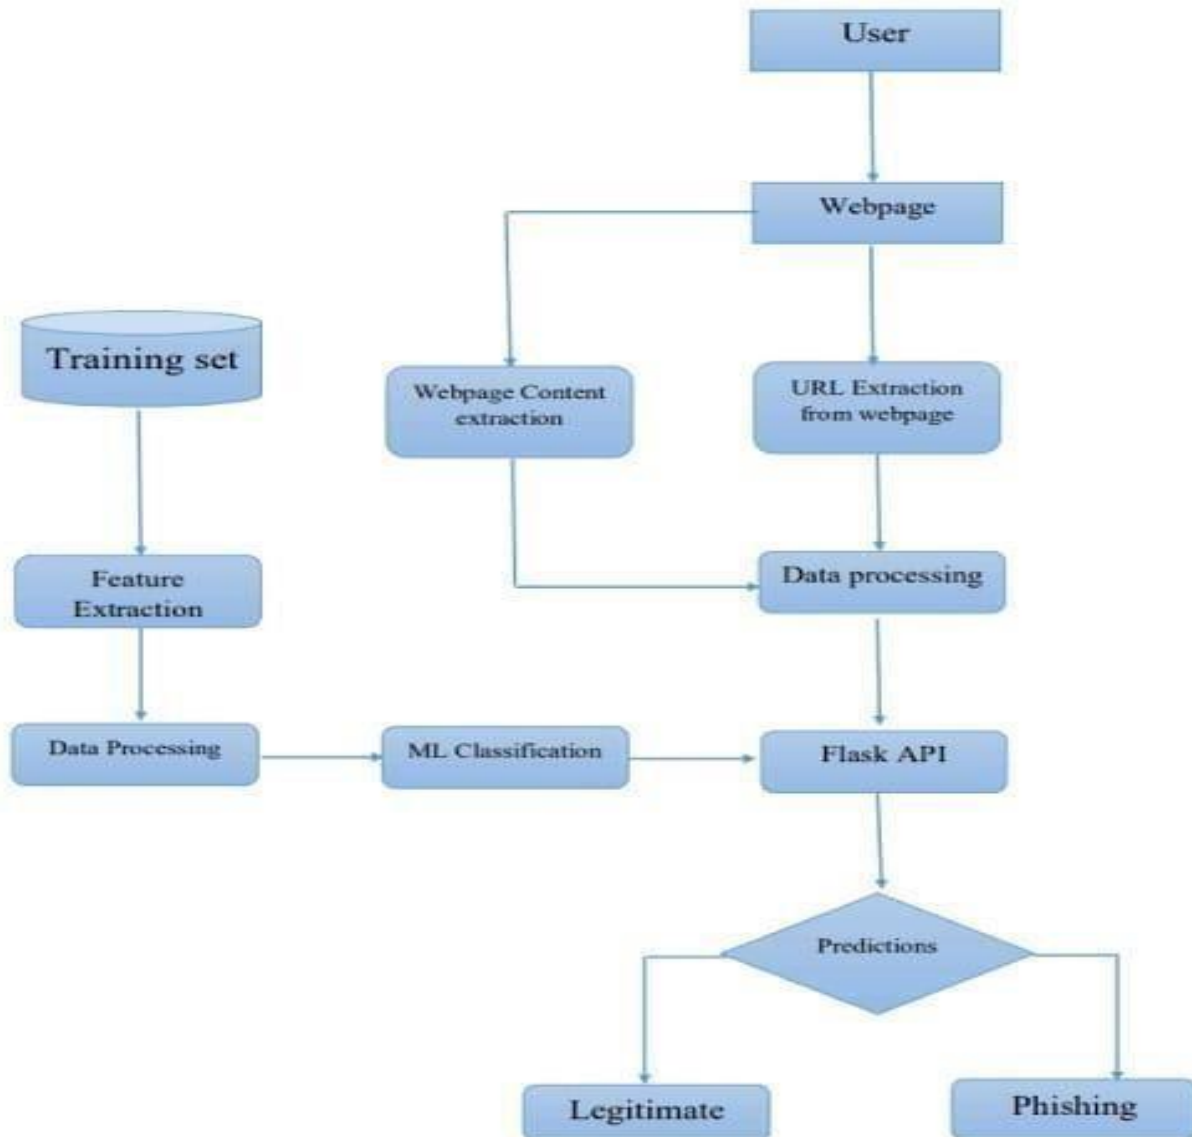 User
Webpage
Training set
Webpage Content
extraction
URL Extraction
from webpage
Feature
Extraction
Data processing
Data Processing
ML Classification
Flask API
Predictions
Legitimate
Phishing